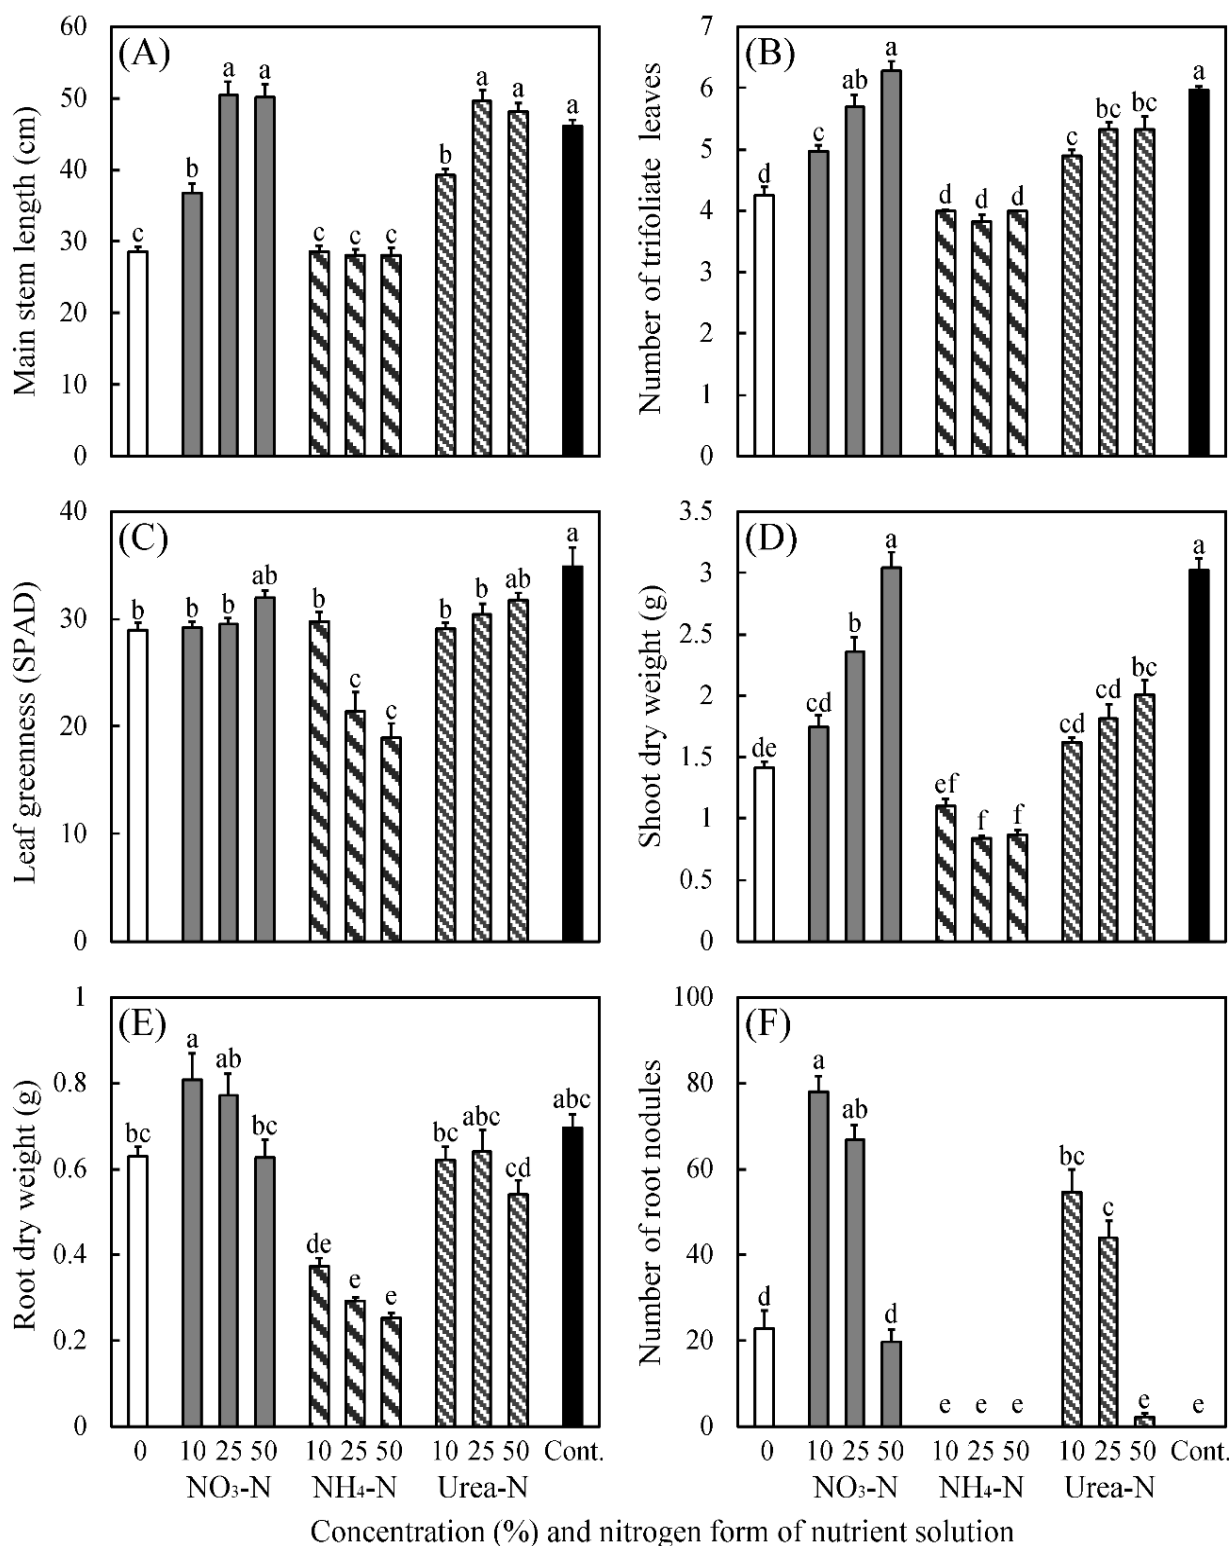 (A)
Main stem length (cm)
60
50
40
30
20
10
0
c
b
a
a
c
c
c
b
a
a
a
(B)
Number of trifoliate leaves
7
6
5
4
3
2
1
0
d
c
ab
a
d
d
d
c
bc
bc
a
(C)
Leaf greenness (SPAD)
40
30
20
10
0
b
b
b
ab
b
c
c
b
b
ab
a
(D)
Shoot dry weight (g)
3.5
3
2.5
2
1.5
1
0.5
0
de
cd
b
a
ef
f
f
cd
cd
bc
a
(E)
Root dry weight (g)
1
0.8
0.6
0.4
0.2
0
bc
a
ab
bc
de
e
e
bc
abc
cd
abc
0 10 25 50 10 25 50 10 25 50 Cont.
NO₃-N NH₄-N Urea-N
(F)
Number of root nodules
100
80
60
40
20
0
d
a
ab
d
e
e
e
bc
c
e
e
0 10 25 50 10 25 50 10 25 50 Cont.
NO₃-N NH₄-N Urea-N
Concentration (%) and nitrogen form of nutrient solution